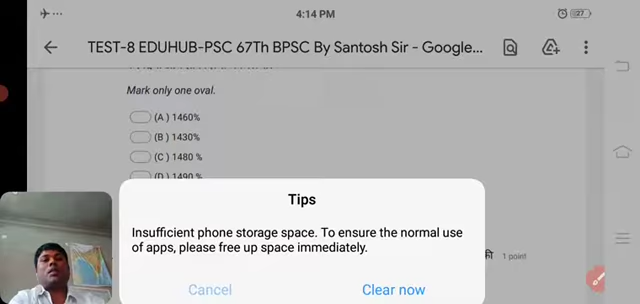 4:14 PM
27
TEST-8 EDUHUB-PSC 67Th BPSC By Santosh Sir - Google...
Mark only one oval.
(A ) 1460%
(B ) 1430%
(C ) 1480 %
(D ) 1490 %
Tips
Insufficient phone storage space. To ensure the normal use
of apps, please free up space immediately.
की 1 point
Cancel Clear now